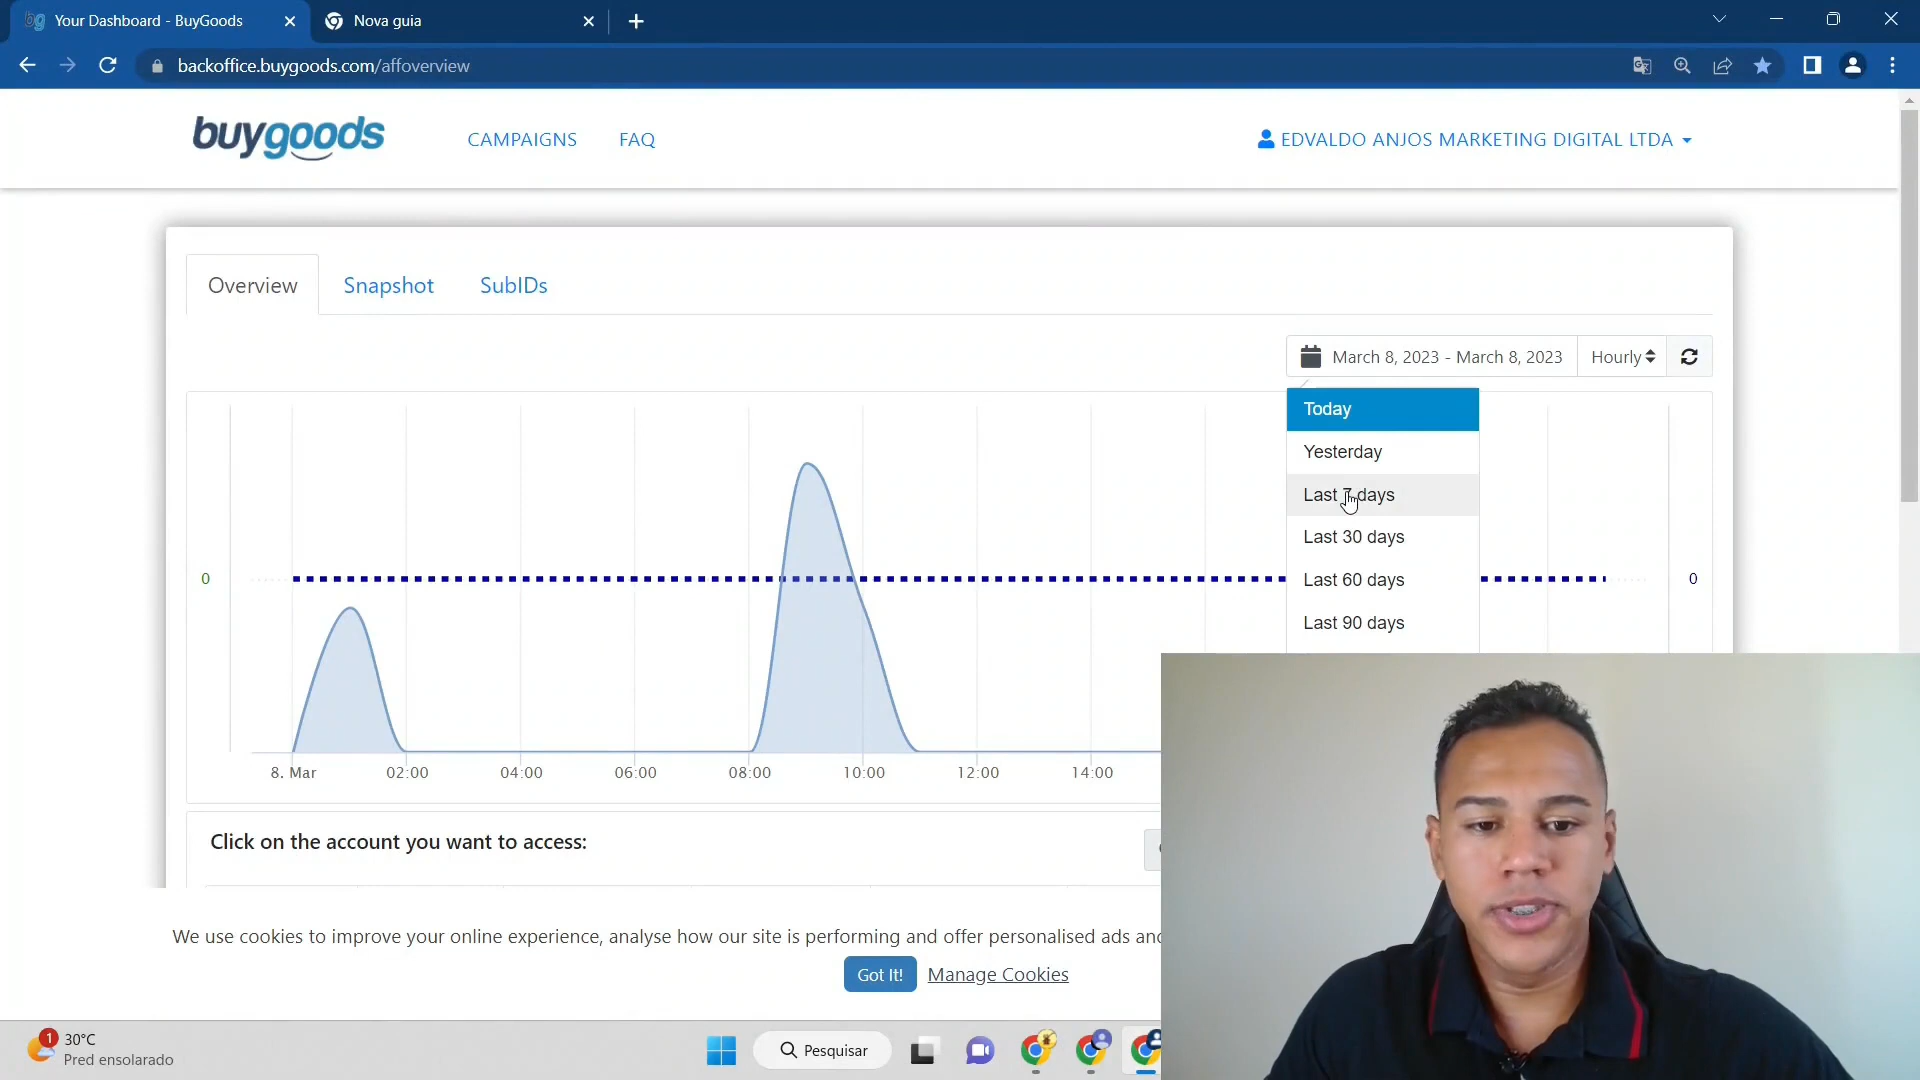 Your Dashboard - BuyGoods
Nova guia
backoffice.buygoods.com/affoverview
buygoods
CAMPAIGNS
FAQ
EDVALDO ANJOS MARKETING DIGITAL LTDA
Overview
Snapshot
SubIDs
March 8, 2023 - March 8, 2023
Hourly
Today
Yesterday
Last 7 days
Last 30 days
Last 60 days
Last 90 days
0
0
8. Mar
02:00
04:00
06:00
08:00
10:00
12:00
14:00
Click on the account you want to access:
We use cookies to improve your online experience, analyse how our site is performing and offer personalised ads
Got It!
Manage Cookies
1
30°C
Pred ensolarado
Pesquisar